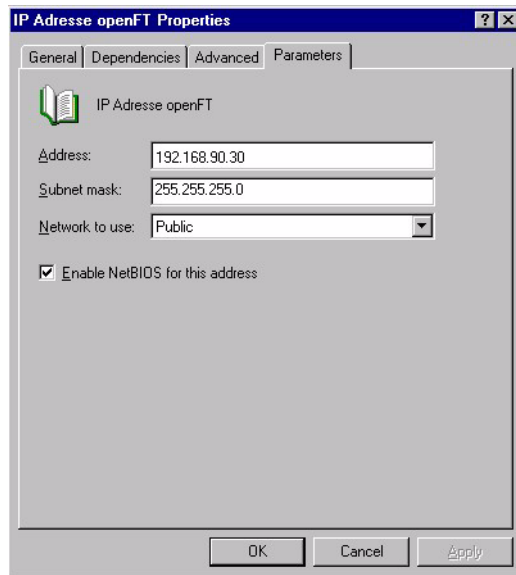 IP Adresse openFT Properties
General Dependencies Advanced Parameters
IP Adresse openFT
Address: 192.168.90.30
Subnet mask: 255.255.255.0
Network to use: Public
Enable NetBIOS for this address
OK Cancel Apply